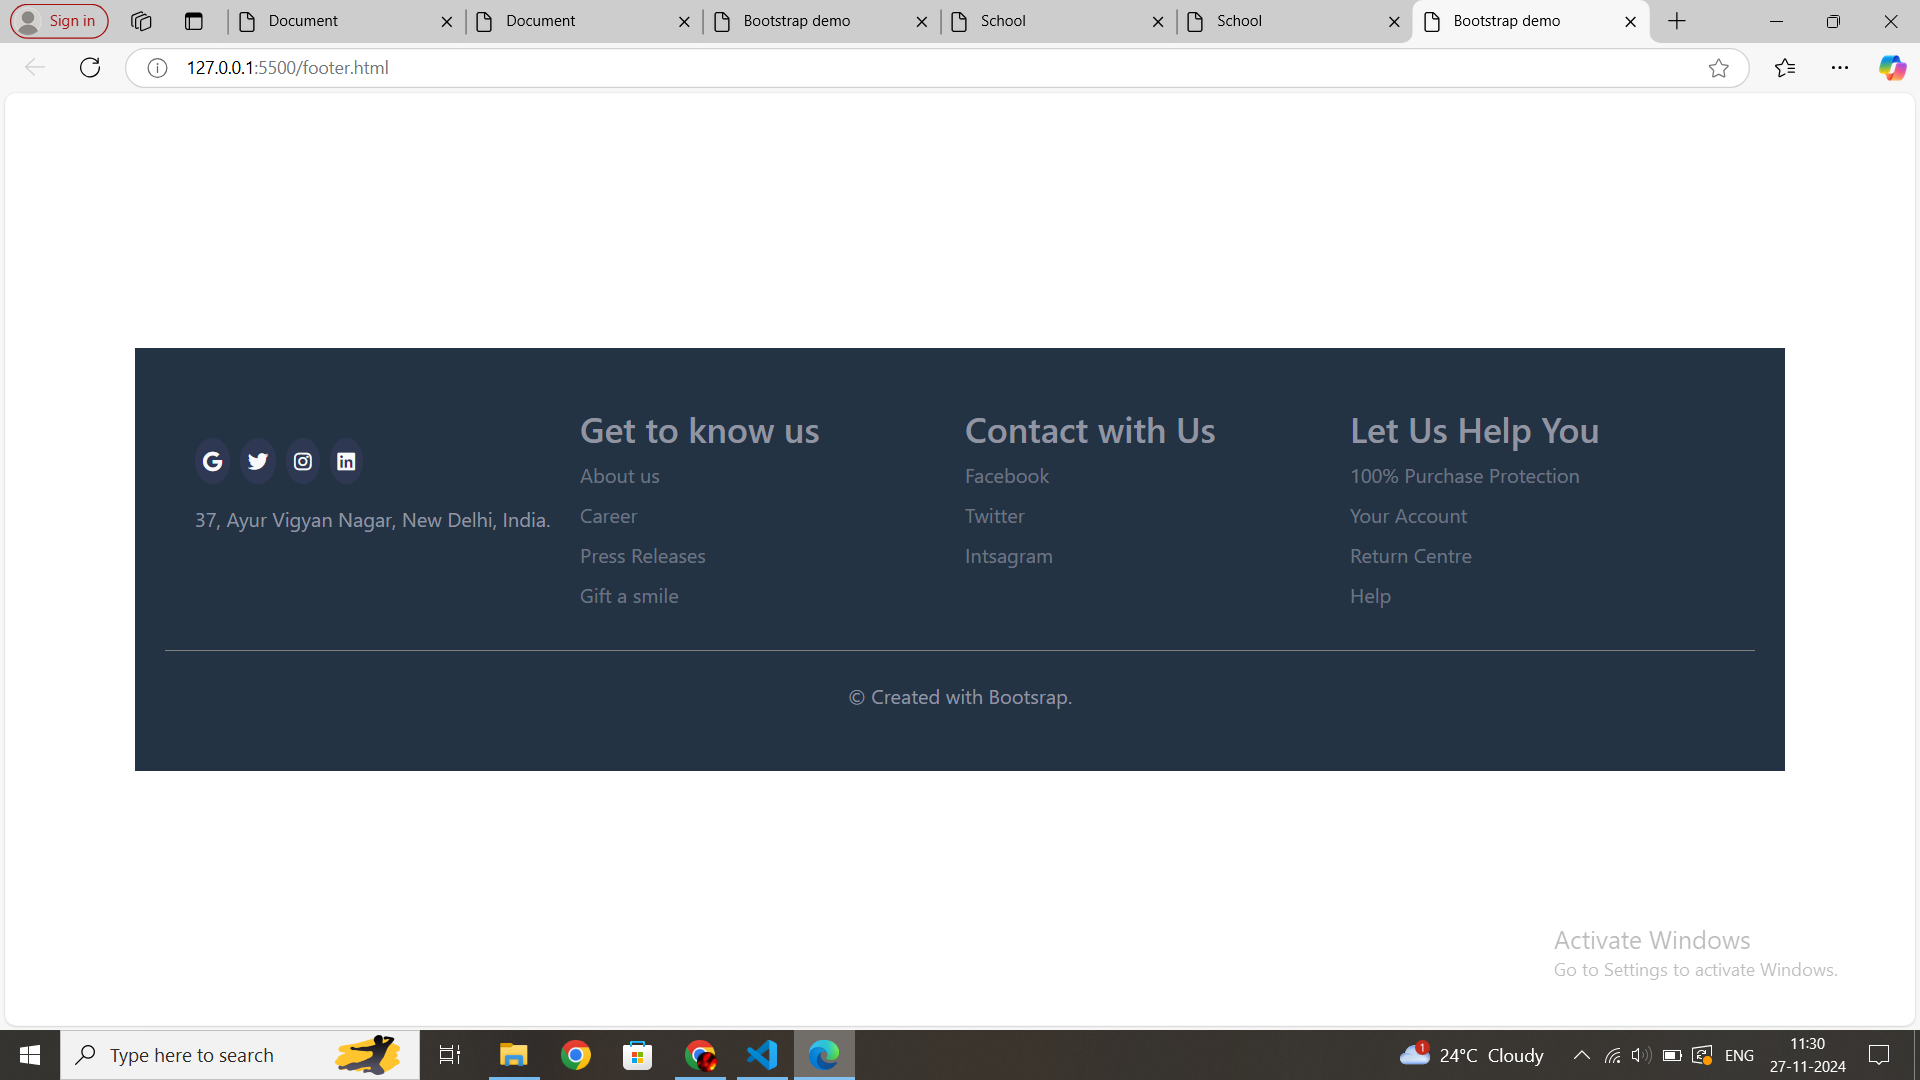 Sign in
Document
Document
Bootstrap demo
School
School
Bootstrap demo
127.0.0.1:5500/footer.html
37, Ayur Vigyan Nagar, New Delhi, India.
Get to know us
About us
Career
Press Releases
Gift a smile
Contact with Us
Facebook
Twitter
Intsagram
Let Us Help You
100% Purchase Protection
Your Account
Return Centre
Help
© Created with Bootsrap.
Activate Windows
Go to Settings to activate Windows.
Type here to search
1
24°C Cloudy
ENG
11:30
27-11-2024